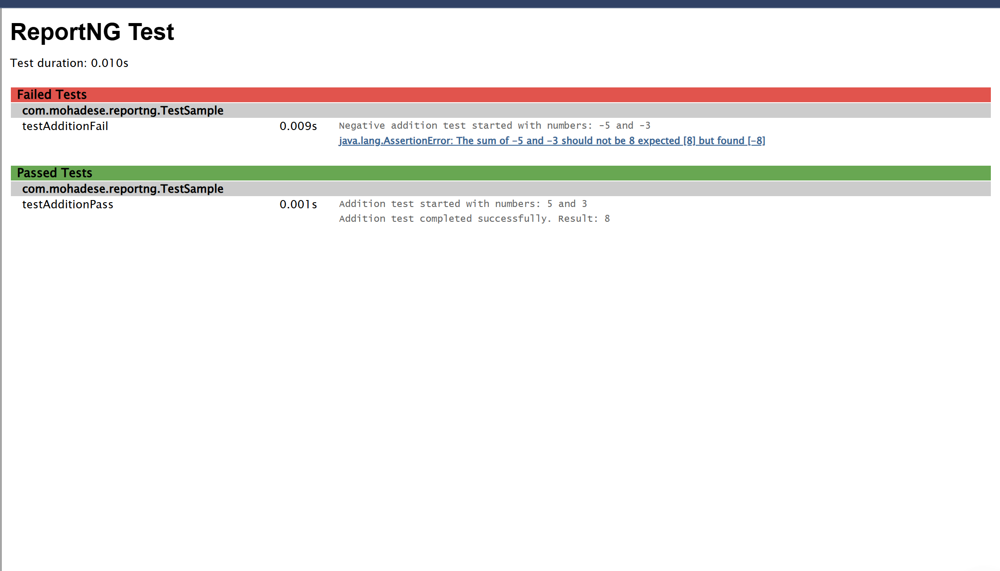 ReportNG Test
Test duration: 0.010s
Failed Tests
com.mohadese.reportng.TestSample
testAdditionFail 0.009s Negative addition test started with numbers: -5 and -3
java.lang.AssertionError: The sum of -5 and -3 should not be 8 expected [8] but found [-8]
Passed Tests
com.mohadese.reportng.TestSample
testAdditionPass 0.001s Addition test started with numbers: 5 and 3
Addition test completed successfully. Result: 8